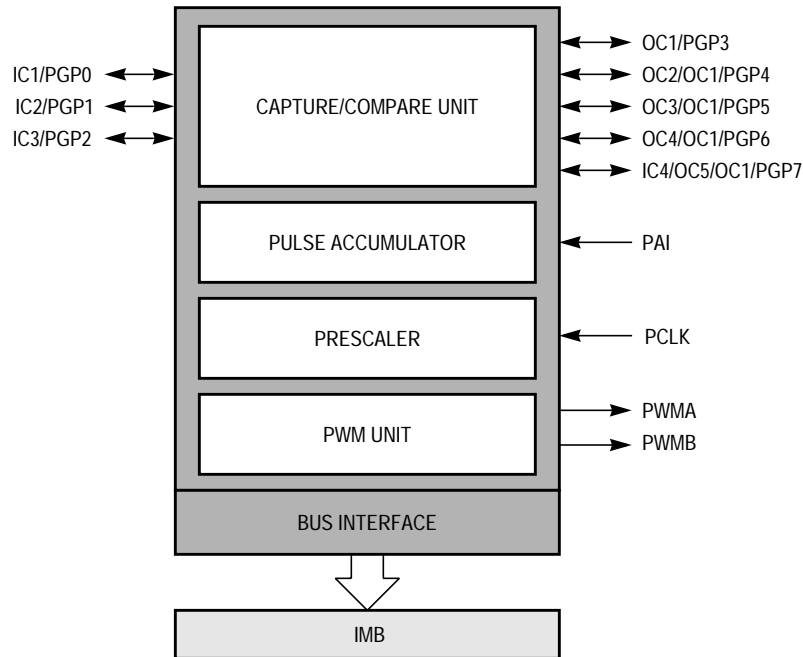 IC1/PGP0
IC2/PGP1
IC3/PGP2
CAPTURE/COMPARE UNIT
OC1/PGP3
OC2/OC1/PGP4
OC3/OC1/PGP5
OC4/OC1/PGP6
IC4/OC5/OC1/PGP7
PULSE ACCUMULATOR
PAI
PRESCALER
PCLK
PWM UNIT
PWMA
PWMB
BUS INTERFACE
IMB